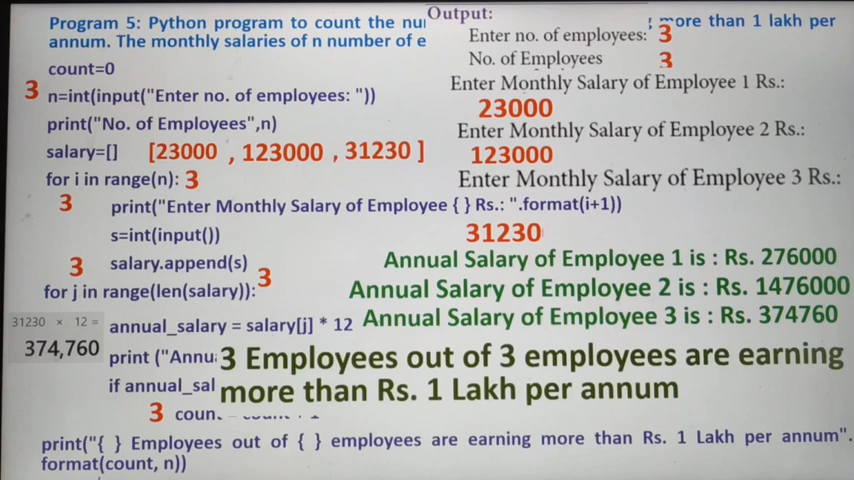 Program 5: Python program to count the
annum. The monthly salaries of n number of e
more than 1 lakh per
count=0
3 n=int(input("Enter no. of employees: "))
print("No. of Employees",n)
salary=[] [23000 , 123000 , 31230 ]
for i in range(n): 3
3 print("Enter Monthly Salary of Employee { } Rs.: ".format(i+1))
s=int(input())
3 salary.append(s)
for j in range(len(salary)): 3
annual_salary = salary[j] * 12
print ("Annu
if annual_sal
3 coun
print("{ } Employees out of { } employees are earning more than Rs. 1 Lakh per annum".
format(count, n))
31230 × 12 =
374,760
Output:
Enter no. of employees: 3
No. of Employees 3
Enter Monthly Salary of Employee 1 Rs.:
23000
Enter Monthly Salary of Employee 2 Rs.:
123000
Enter Monthly Salary of Employee 3 Rs.:
31230
Annual Salary of Employee 1 is : Rs. 276000
Annual Salary of Employee 2 is : Rs. 1476000
Annual Salary of Employee 3 is : Rs. 374760
3 Employees out of 3 employees are earning
more than Rs. 1 Lakh per annum